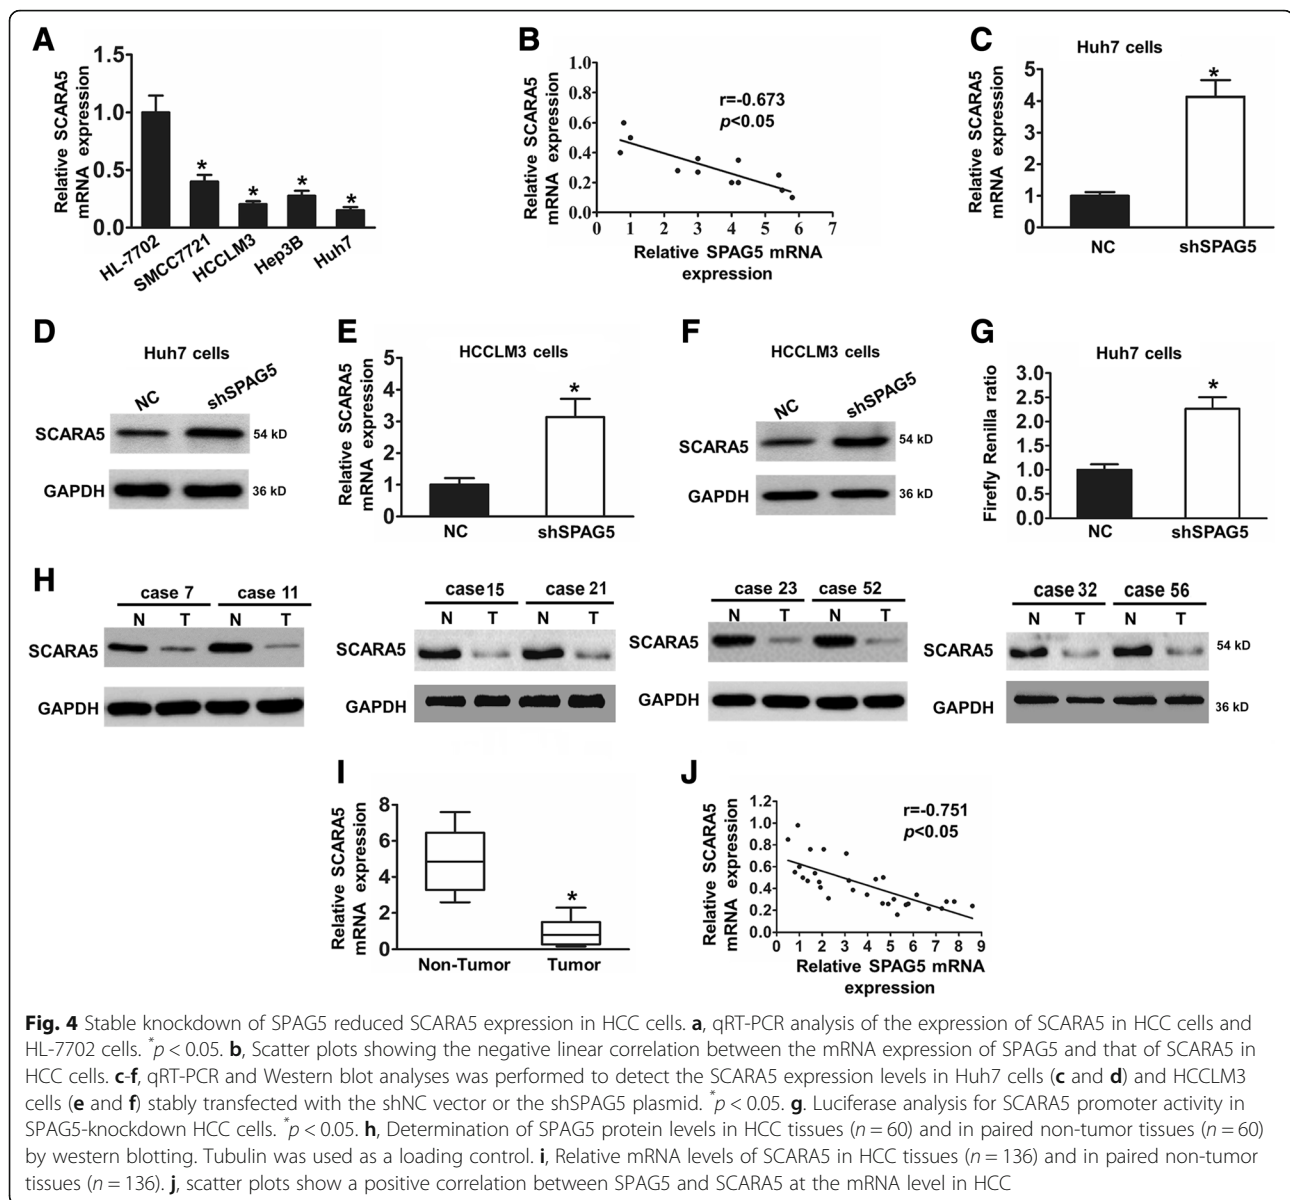 A
Relative SCARA5
mRNA expression
1.5
1.0
0.5
0.0
*
*
*
*
HL-7702
SMCC7721
HCCLM3
Hep3B
Huh7
B
Relative SCARA5
mRNA expression
1.0
0.8
0.6
0.4
0.2
0.0
r=-0.673
p<0.05
0 1 2 3 4 5 6 7
Relative SPAG5 mRNA
expression
C
Huh7 cells
Relative SCARA5
mRNA expression
5
4
3
2
1
0
*
NC shSPAG5
D
Huh7 cells
NC shSPAG5
SCARA5 54 kD
GAPDH 36 kD
E
HCCLM3 cells
Relative SCARA5
mRNA expression
5
4
3
2
1
0
*
NC shSPAG5
F
HCCLM3 cells
NC shSPAG5
SCARA5 54 kD
GAPDH 36 kD
G
Huh7 cells
Firefly Renilla ratio
3.0
2.5
2.0
1.5
1.0
0.5
0.0
*
NC shSPAG5
H
case 7 case 11
N T N T
SCARA5
GAPDH
case15 case 21
N T N T
SCARA5
GAPDH
case 23 case 52
N T N T
SCARA5
GAPDH
case 32 case 56
N T N T
SCARA5 54 kD
GAPDH 36 kD
I
Relative SCARA5
mRNA expression
8
6
4
2
0
*
Non-Tumor Tumor
J
Relative SCARA5
mRNA expression
1.2
1.0
0.8
0.6
0.4
0.2
0.0
r=-0.751
p<0.05
0 1 2 3 4 5 6 7 8 9
Relative SPAG5 mRNA
expression
Fig. 4 Stable knockdown of SPAG5 reduced SCARA5 expression in HCC cells. a, qRT-PCR analysis of the expression of SCARA5 in HCC cells and
HL-7702 cells. *p < 0.05. b, Scatter plots showing the negative linear correlation between the mRNA expression of SPAG5 and that of SCARA5 in
HCC cells. c-f, qRT-PCR and Western blot analyses was performed to detect the SCARA5 expression levels in Huh7 cells (c and d) and HCCLM3
cells (e and f) stably transfected with the shNC vector or the shSPAG5 plasmid. *p < 0.05. g. Luciferase analysis for SCARA5 promoter activity in
SPAG5-knockdown HCC cells. *p < 0.05. h, Determination of SPAG5 protein levels in HCC tissues (n = 60) and in paired non-tumor tissues (n = 60)
by western blotting. Tubulin was used as a loading control. i, Relative mRNA levels of SCARA5 in HCC tissues (n = 136) and in paired non-tumor
tissues (n = 136). j, scatter plots show a positive correlation between SPAG5 and SCARA5 at the mRNA level in HCC